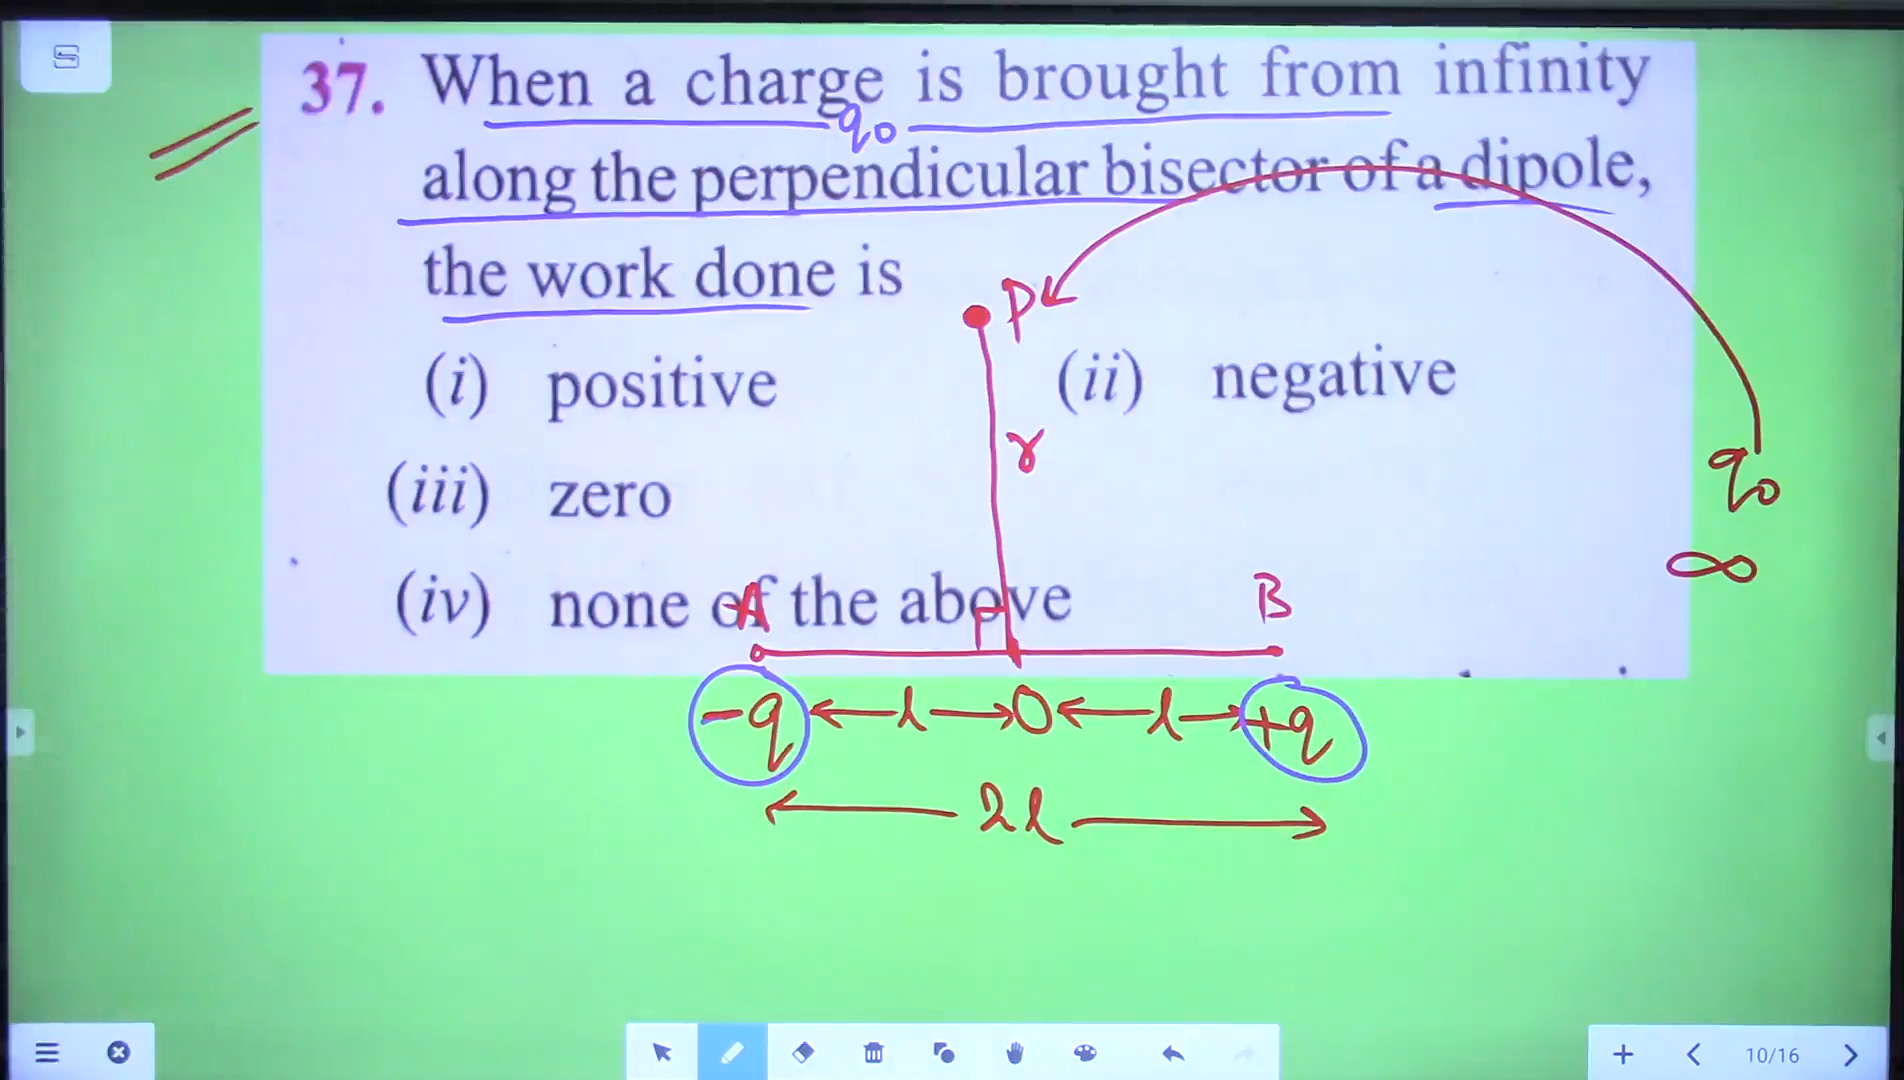 37. When a charge is brought from infinity
q₀
along the perpendicular bisector of a dipole,
the work done is
P
(i) positive (ii) negative
r
q₀
(iii) zero
∞
(iv) none of the above
A B
-q l O l +q
2l
10/16